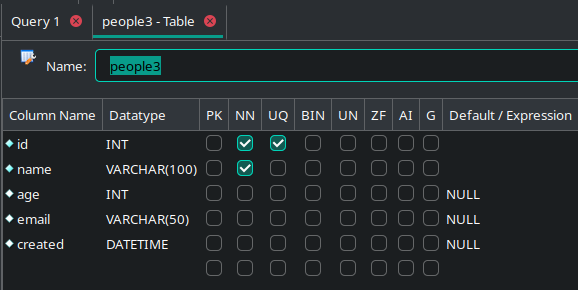 Query 1 people3 - Table
Name: people3
Column Name Datatype PK NN UQ BIN UN ZF AI G Default / Expression
id INT
name VARCHAR(100)
age INT NULL
email VARCHAR(50) NULL
created DATETIME NULL